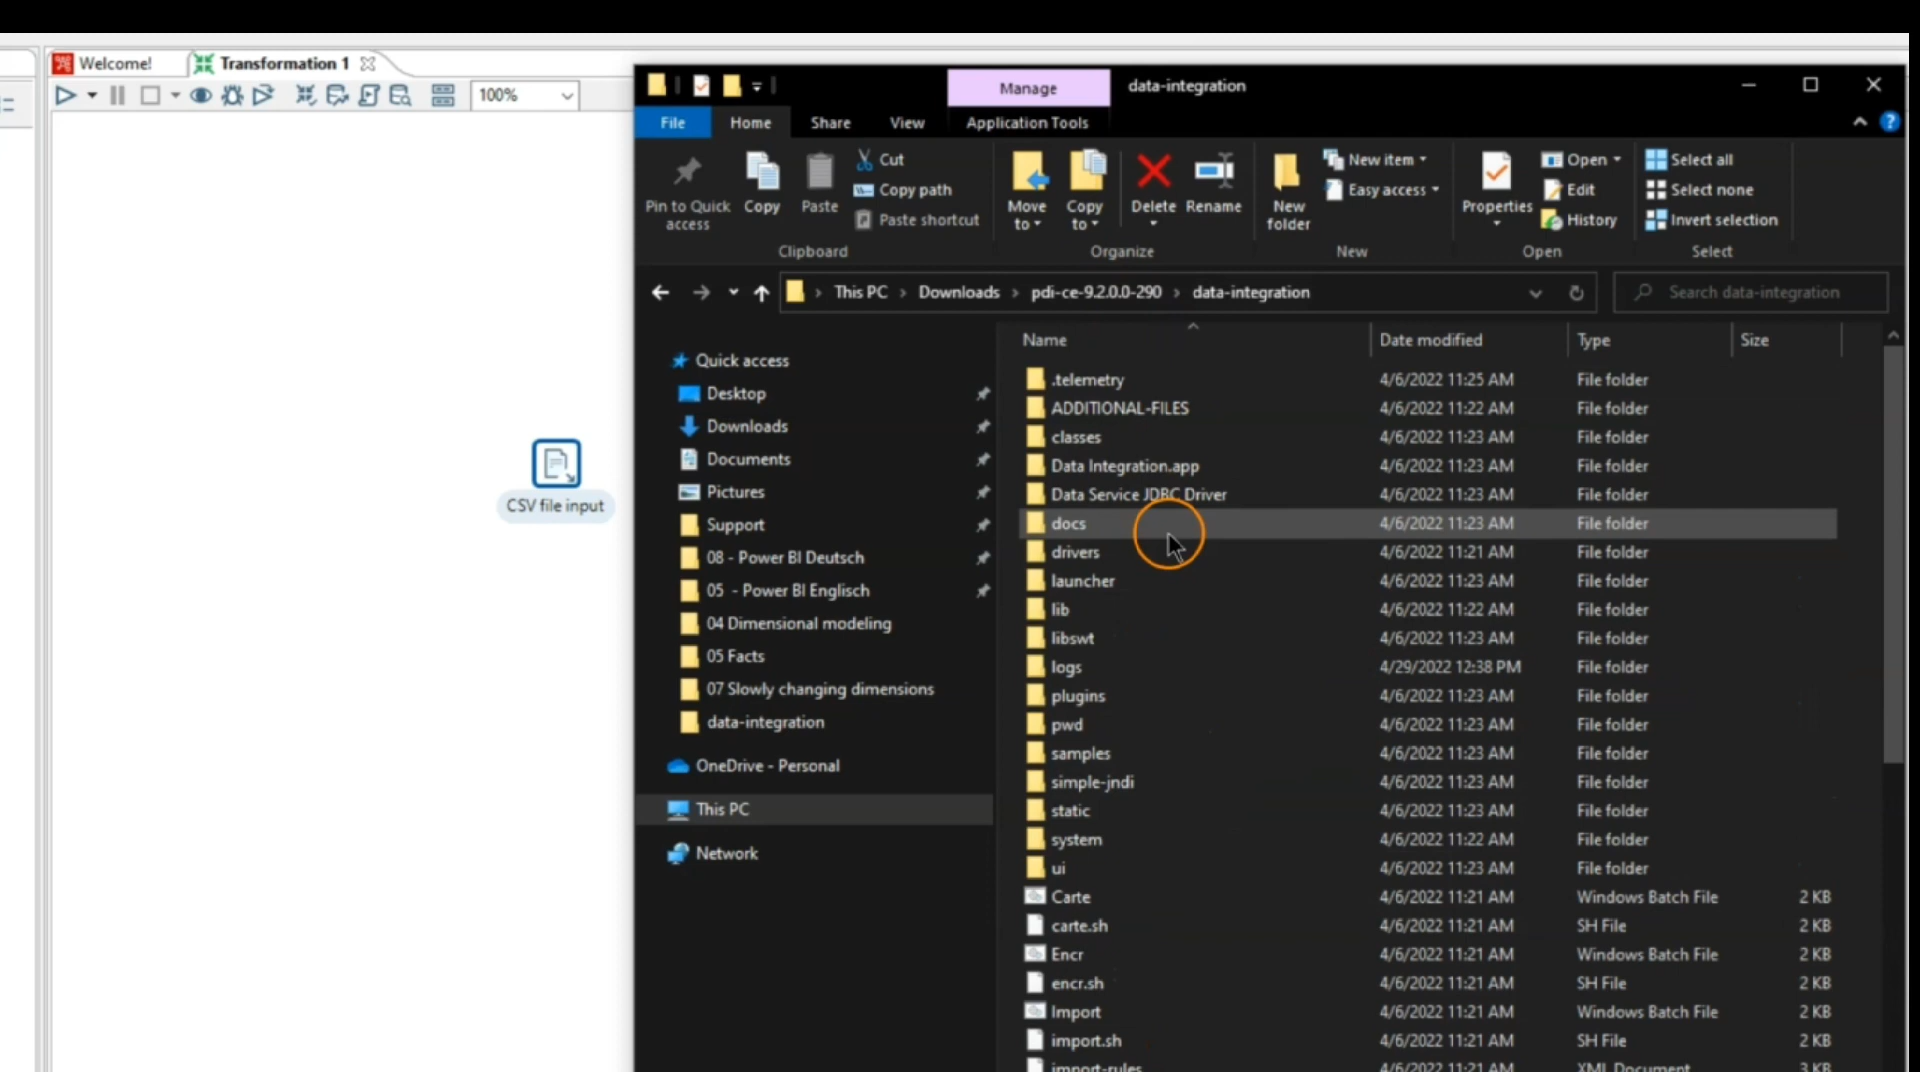 Welcome!
Transformation 1
100%
CSV file input
Manage
data-integration
File
Home
Share
View
Application Tools
Pin to Quick access
Copy
Paste
Cut
Copy path
Paste shortcut
Clipboard
Move to
Copy to
Delete
Rename
Organize
New folder
New item
Easy access
New
Properties
Open
Edit
History
Open
Select all
Select none
Invert selection
Select
This PC > Downloads > pdi-ce-9.2.0.0-290 > data-integration
Search data-integration
Quick access
Desktop
Downloads
Documents
Pictures
Support
08 - Power BI Deutsch
05 - Power BI Englisch
04 Dimensional modeling
05 Facts
07 Slowly changing dimensions
data-integration
OneDrive - Personal
This PC
Network
Name Date modified Type Size
.telemetry 4/6/2022 11:25 AM File folder
ADDITIONAL-FILES 4/6/2022 11:22 AM File folder
classes 4/6/2022 11:23 AM File folder
Data Integration.app 4/6/2022 11:23 AM File folder
Data Service JDBC Driver 4/6/2022 11:23 AM File folder
docs 4/6/2022 11:23 AM File folder
drivers 4/6/2022 11:21 AM File folder
launcher 4/6/2022 11:23 AM File folder
lib 4/6/2022 11:22 AM File folder
libswt 4/6/2022 11:23 AM File folder
logs 4/29/2022 12:38 PM File folder
plugins 4/6/2022 11:23 AM File folder
pwd 4/6/2022 11:23 AM File folder
samples 4/6/2022 11:23 AM File folder
simple-jndi 4/6/2022 11:23 AM File folder
static 4/6/2022 11:23 AM File folder
system 4/6/2022 11:22 AM File folder
ui 4/6/2022 11:23 AM File folder
Carte 4/6/2022 11:21 AM Windows Batch File 2 KB
carte.sh 4/6/2022 11:21 AM SH File 2 KB
Encr 4/6/2022 11:21 AM Windows Batch File 2 KB
encr.sh 4/6/2022 11:21 AM SH File 2 KB
Import 4/6/2022 11:21 AM Windows Batch File 2 KB
import.sh 4/6/2022 11:21 AM SH File 2 KB
import-rules 4/6/2022 11:21 AM XML Document 3 KB